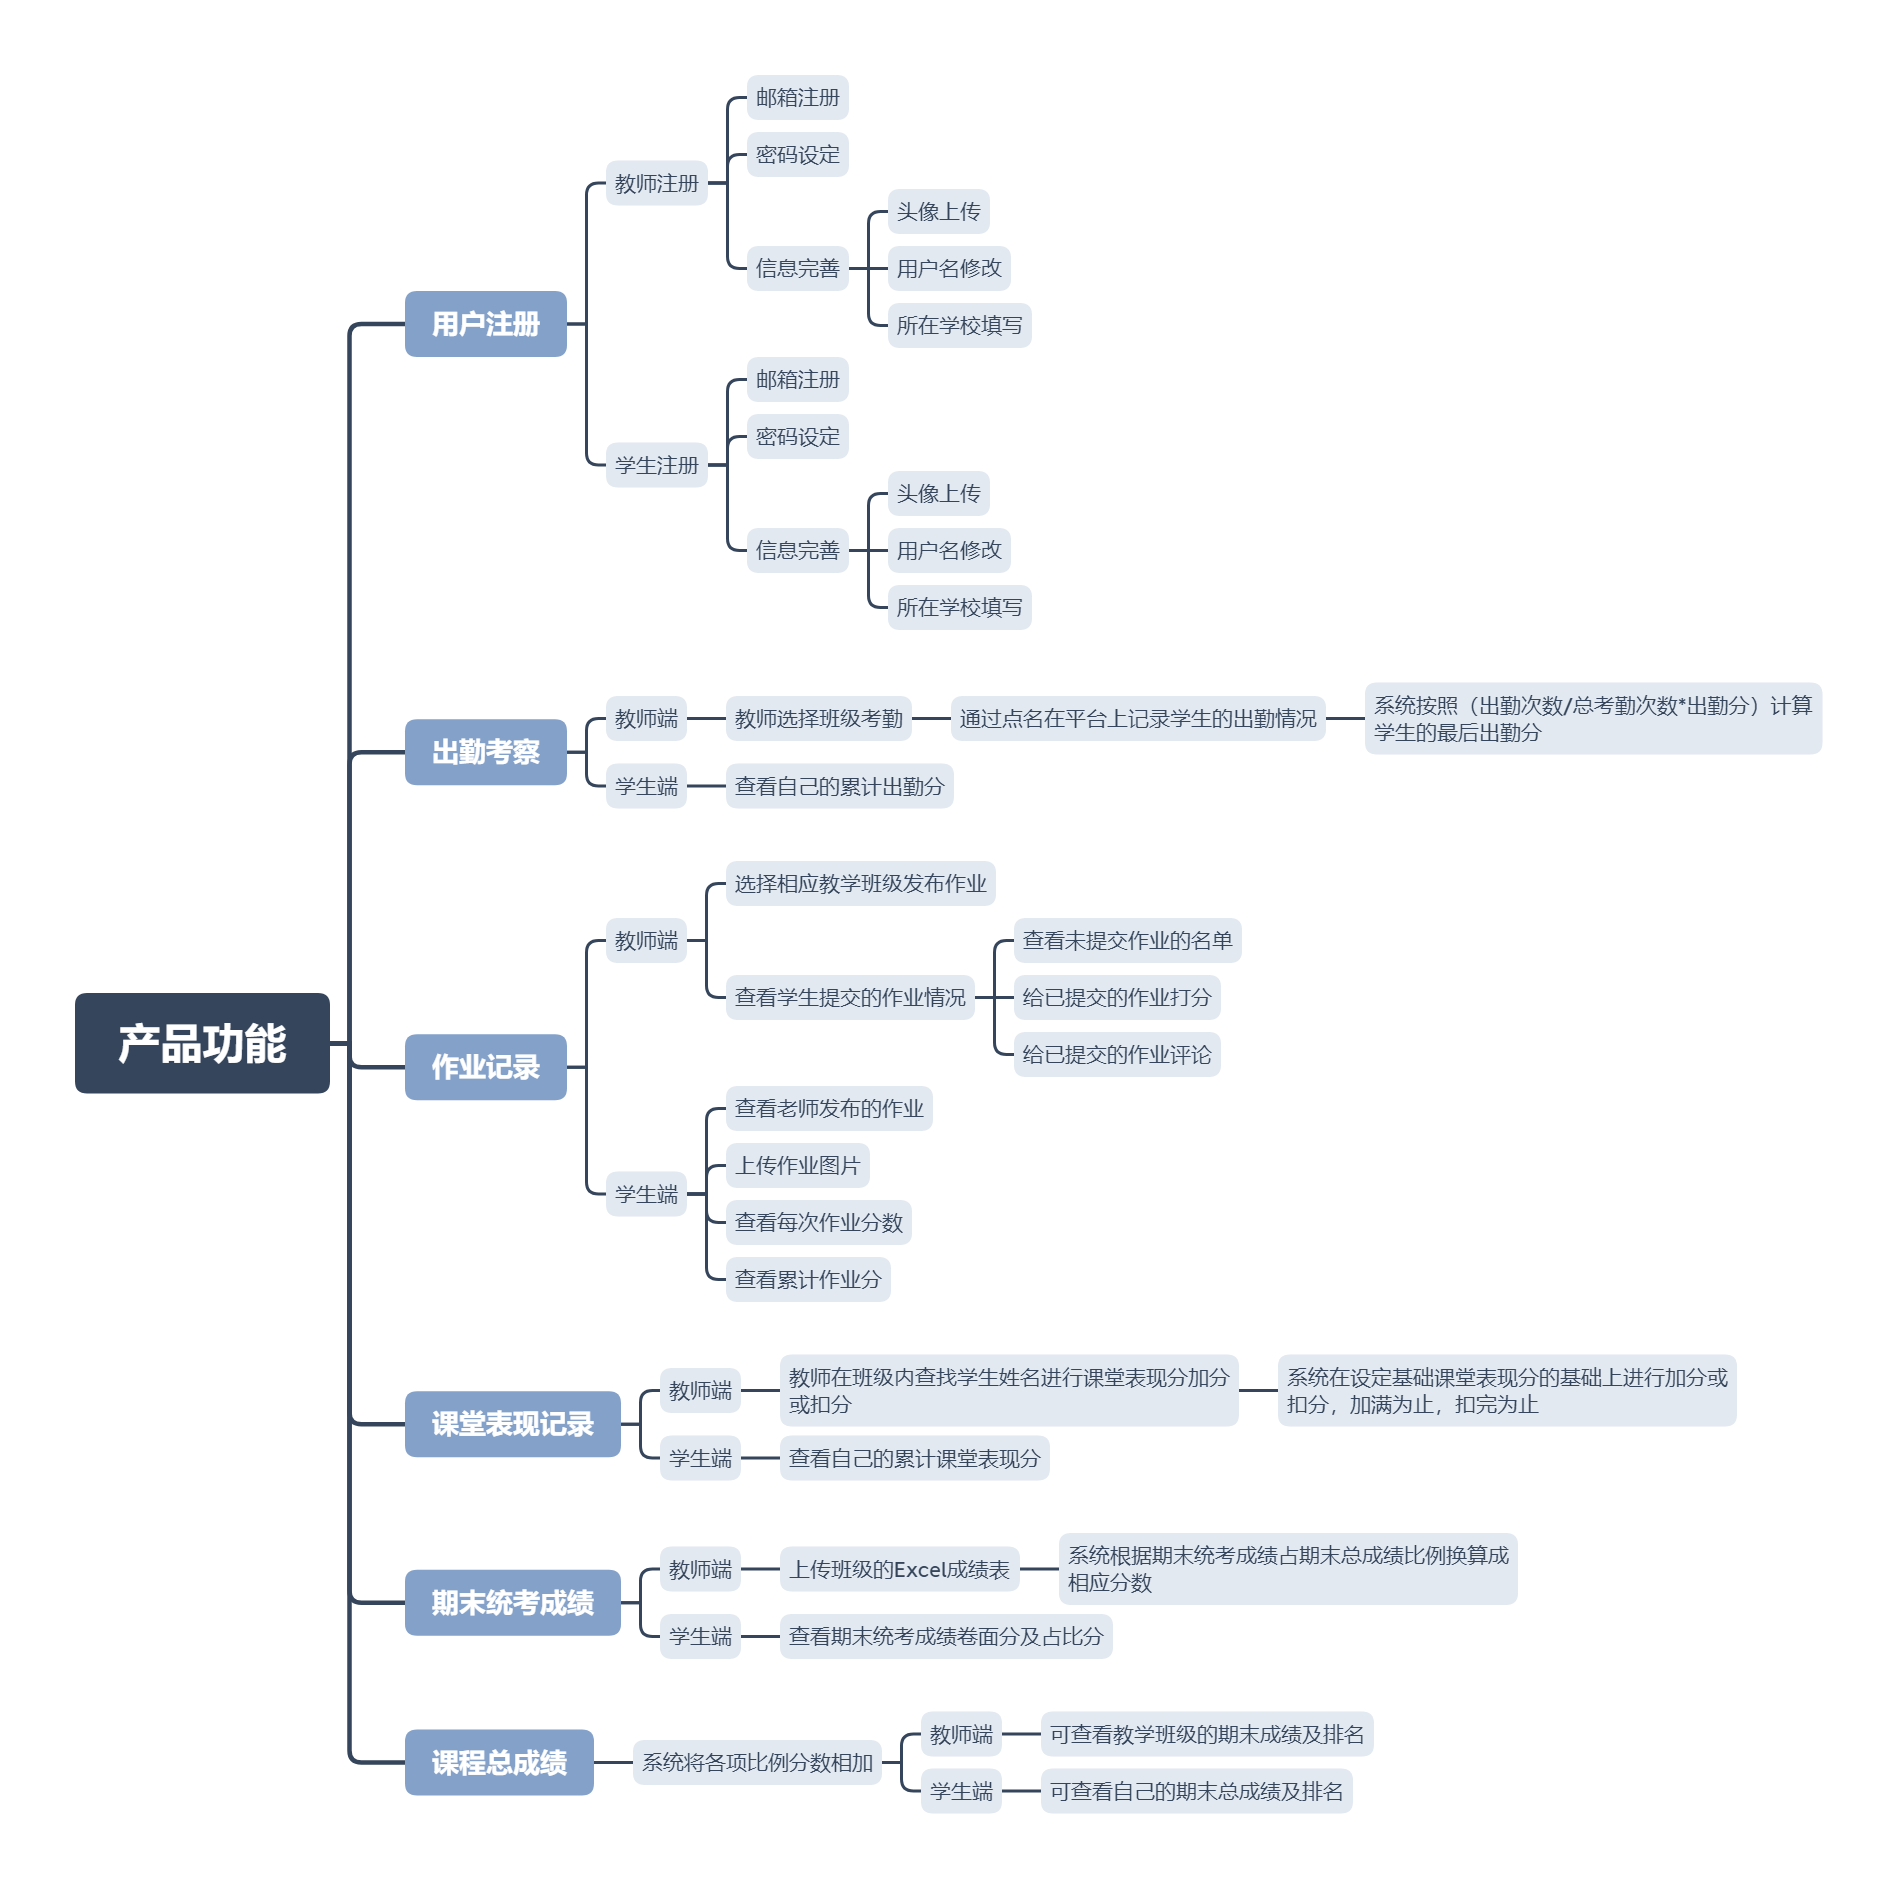 产品功能
用户注册
教师注册
邮箱注册
密码设定
信息完善
头像上传
用户名修改
所在学校填写
学生注册
邮箱注册
密码设定
信息完善
头像上传
用户名修改
所在学校填写
出勤考察
教师端
教师选择班级考勤
通过点名在平台上记录学生的出勤情况
系统按照（出勤次数/总考勤次数*出勤分）计算
学生的最后出勤分
学生端
查看自己的累计出勤分
作业记录
教师端
选择相应教学班级发布作业
查看学生提交的作业情况
查看未提交作业的名单
给已提交的作业打分
给已提交的作业评论
学生端
查看老师发布的作业
上传作业图片
查看每次作业分数
查看累计作业分
课堂表现记录
教师端
教师在班级内查找学生姓名进行课堂表现分加分
或扣分
系统在设定基础课堂表现分的基础上进行加分或
扣分，加满为止，扣完为止
学生端
查看自己的累计课堂表现分
期末统考成绩
教师端
上传班级的Excel成绩表
系统根据期末统考成绩占期末总成绩比例换算成
相应分数
学生端
查看期末统考成绩卷面分及占比分
课程总成绩
系统将各项比例分数相加
教师端
可查看教学班级的期末成绩及排名
学生端
可查看自己的期末总成绩及排名